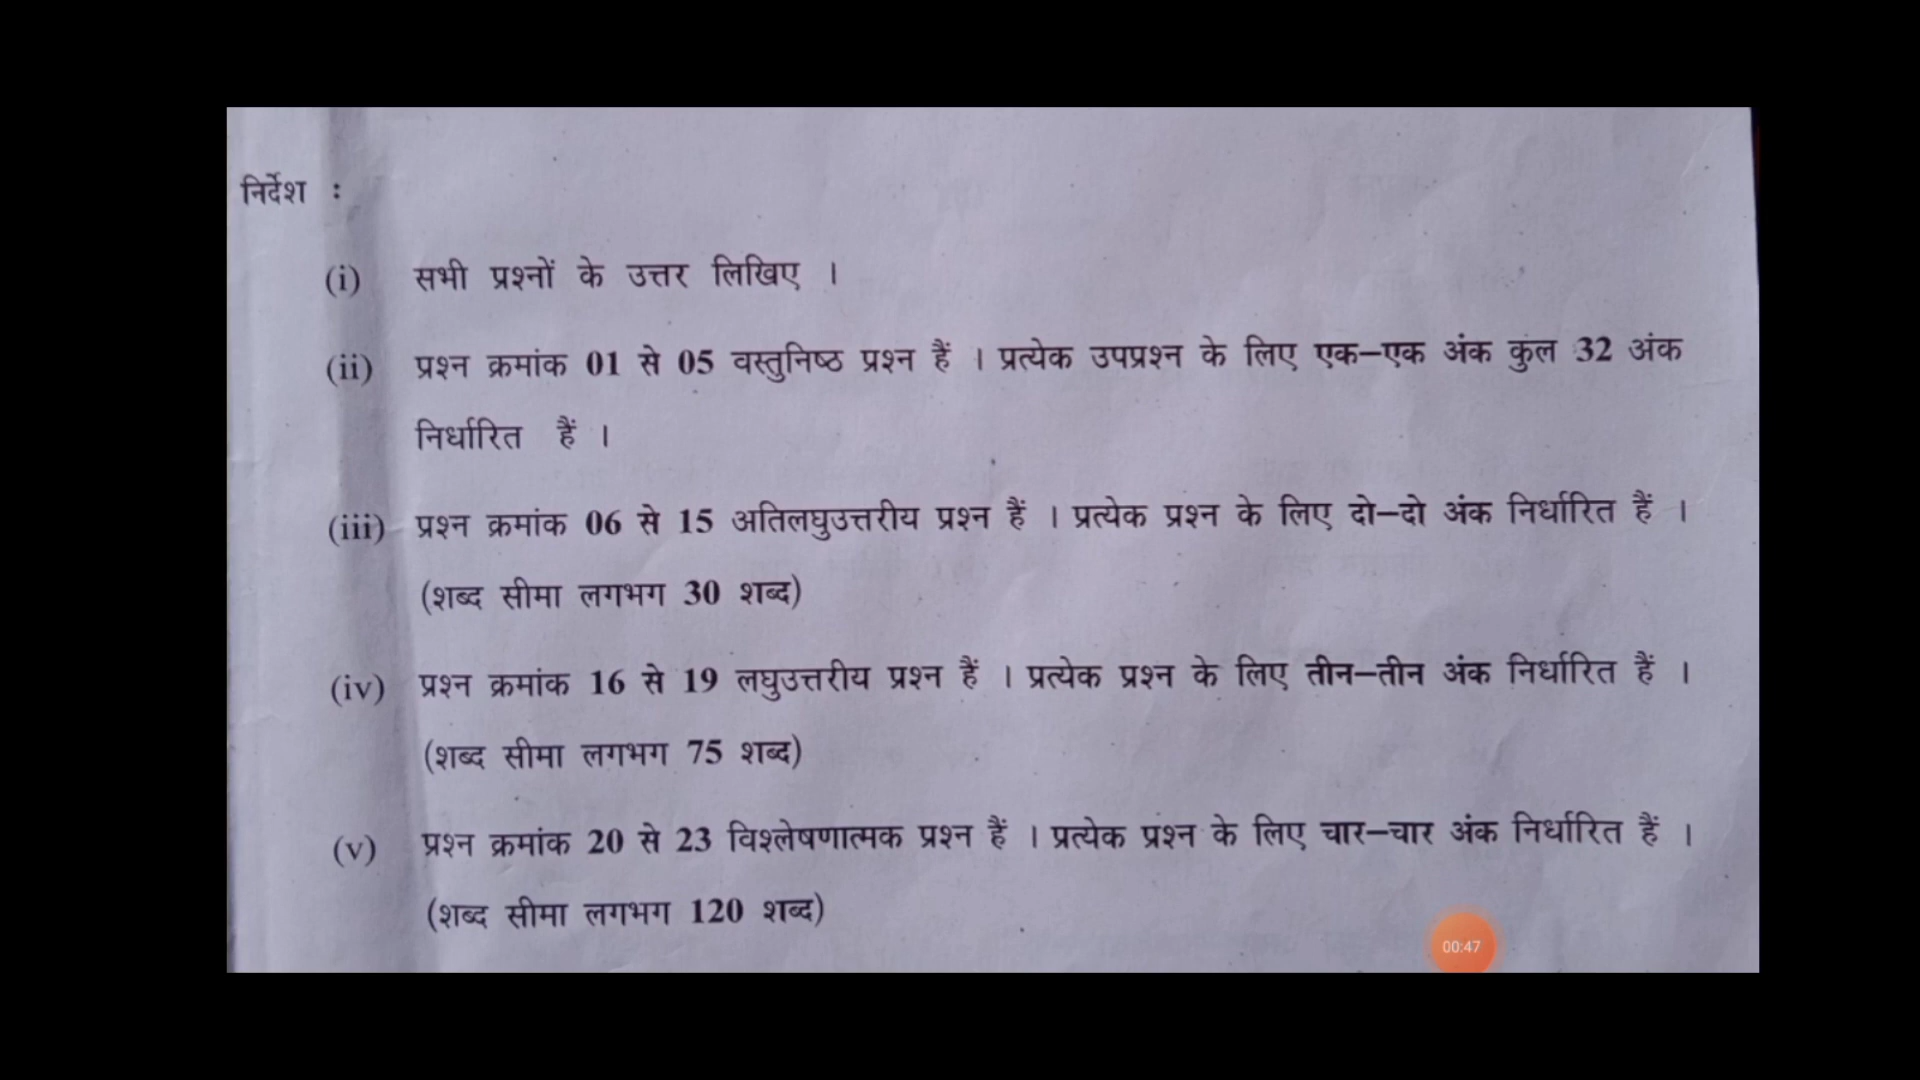 निर्देश :
(i) सभी प्रश्नों के उत्तर लिखिए ।
(ii) प्रश्न क्रमांक 01 से 05 वस्तुनिष्ठ प्रश्न हैं । प्रत्येक उपप्रश्न के लिए एक–एक अंक कुल 32 अंक
निर्धारित हैं ।
(iii) प्रश्न क्रमांक 06 से 15 अतिलघुउत्तरीय प्रश्न हैं । प्रत्येक प्रश्न के लिए दो–दो अंक निर्धारित हैं ।
(शब्द सीमा लगभग 30 शब्द)
(iv) प्रश्न क्रमांक 16 से 19 लघुउत्तरीय प्रश्न हैं । प्रत्येक प्रश्न के लिए तीन–तीन अंक निर्धारित हैं ।
(शब्द सीमा लगभग 75 शब्द)
(v) प्रश्न क्रमांक 20 से 23 विश्लेषणात्मक प्रश्न हैं । प्रत्येक प्रश्न के लिए चार–चार अंक निर्धारित हैं ।
(शब्द सीमा लगभग 120 शब्द)
00:47